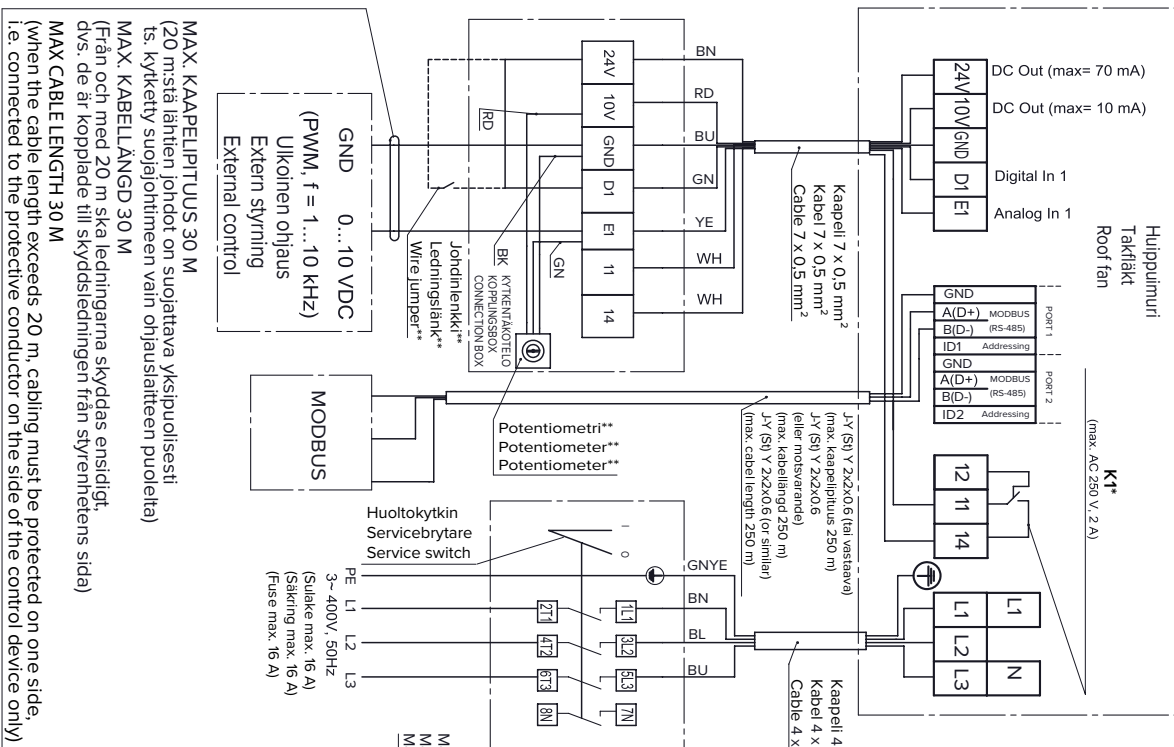 Huippuimuri
Takfläkt
Roof fan
24V
10V
GND
D1
E1
DC Out (max= 70 mA)
DC Out (max= 10 mA)
Digital In 1
Analog In 1
PORT 1
GND
A(D+)
B(D-)
MODBUS
(RS-485)
ID1 Addressing
PORT 2
GND
A(D+)
B(D-)
MODBUS
(RS-485)
ID2 Addressing
K1*
(max. AC 250 V, 2 A)
12
11
14
L1
L2
L3
L1
N
Kaapeli 7 x 0,5 mm²
Kabel 7 x 0,5 mm²
Cable 7 x 0,5 mm²
J-Y (St) Y 2x2x0.6 (tai vastaava)
(max. kaapelipituus 250 m)
J-Y (St) Y 2x2x0.6
(eller motsvarande)
(max. kabellängd 250 m)
J-Y (St) Y 2x2x0.6 (or similar)
(max. cabel length 250 m)
Kaapeli 4
Kabel 4 x
Cable 4 x
BN
RD
BU
GN
YE
WH
WH
24V
10V
GND
D1
E1
11
14
RD
BK
GN
KYTKENTÄKOTELO
KOPPLINGSBOX
CONNECTION BOX
Johdinlenkki**
Ledningslänk**
Wire jumper**
Potentiometri**
Potentiometer**
Potentiometer**
GND 0...10 VDC
(PWM, f = 1... 10 kHz)
Ulkoinen ohjaus
Extern styrning
External control
MODBUS
Huoltokytkin
Servicebrytare
Service switch
I
O
GNYE
BN
BL
BU
1L1
3L2
5L3
7N
2T1
4T2
6T3
8N
PE
L1
L2
L3
3~ 400V, 50Hz
(Sulake max. 16 A)
(Säkring max. 16 A)
(Fuse max. 16 A)
M
M
M
MAX. KAAPELIPITUUS 30 M
(20 m:stä lähtien johdot on suojattava yksipuolisesti
ts. kytketty suojajohtimeen vain ohjauslaitteen puolelta)
MAX. KABELLÄNGD 30 M
(Från och med 20 m ska ledningarna skyddas ensidigt,
dvs. de är kopplade till skyddsledningen från styrenhetens sida)
MAX CABLE LENGTH 30 M
(when the cable length exceeds 20 m, cabling must be protected on one side,
i.e. connected to the protective conductor on the side of the control device only)